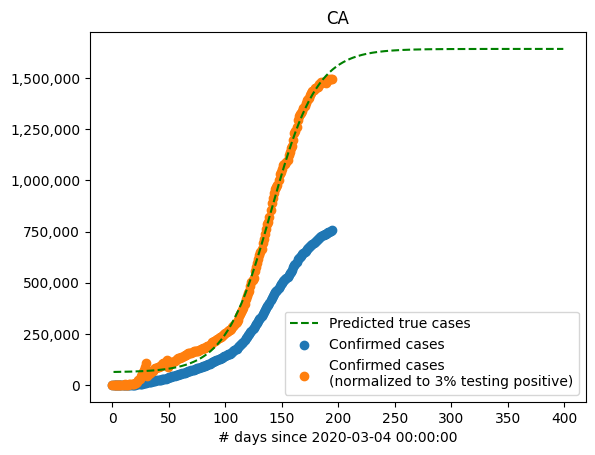 CA
1,500,000
1,250,000
1,000,000
750,000
500,000
250,000
0
Predicted true cases
Confirmed cases
Confirmed cases
(normalized to 3% testing positive)
0 50 100 150 200 250 300 350 400
# days since 2020-03-04 00:00:00